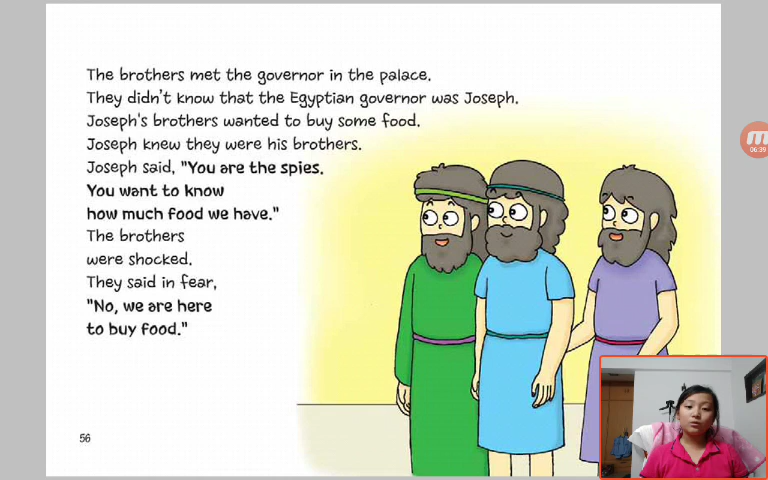 The brothers met the governor in the palace.
They didn't know that the Egyptian governor was Joseph.
Joseph's brothers wanted to buy some food.
Joseph knew they were his brothers.
Joseph said, "You are the spies.
You want to know
how much food we have."
The brothers
were shocked.
They said in fear,
"No, we are here
to buy food."
56
06:39